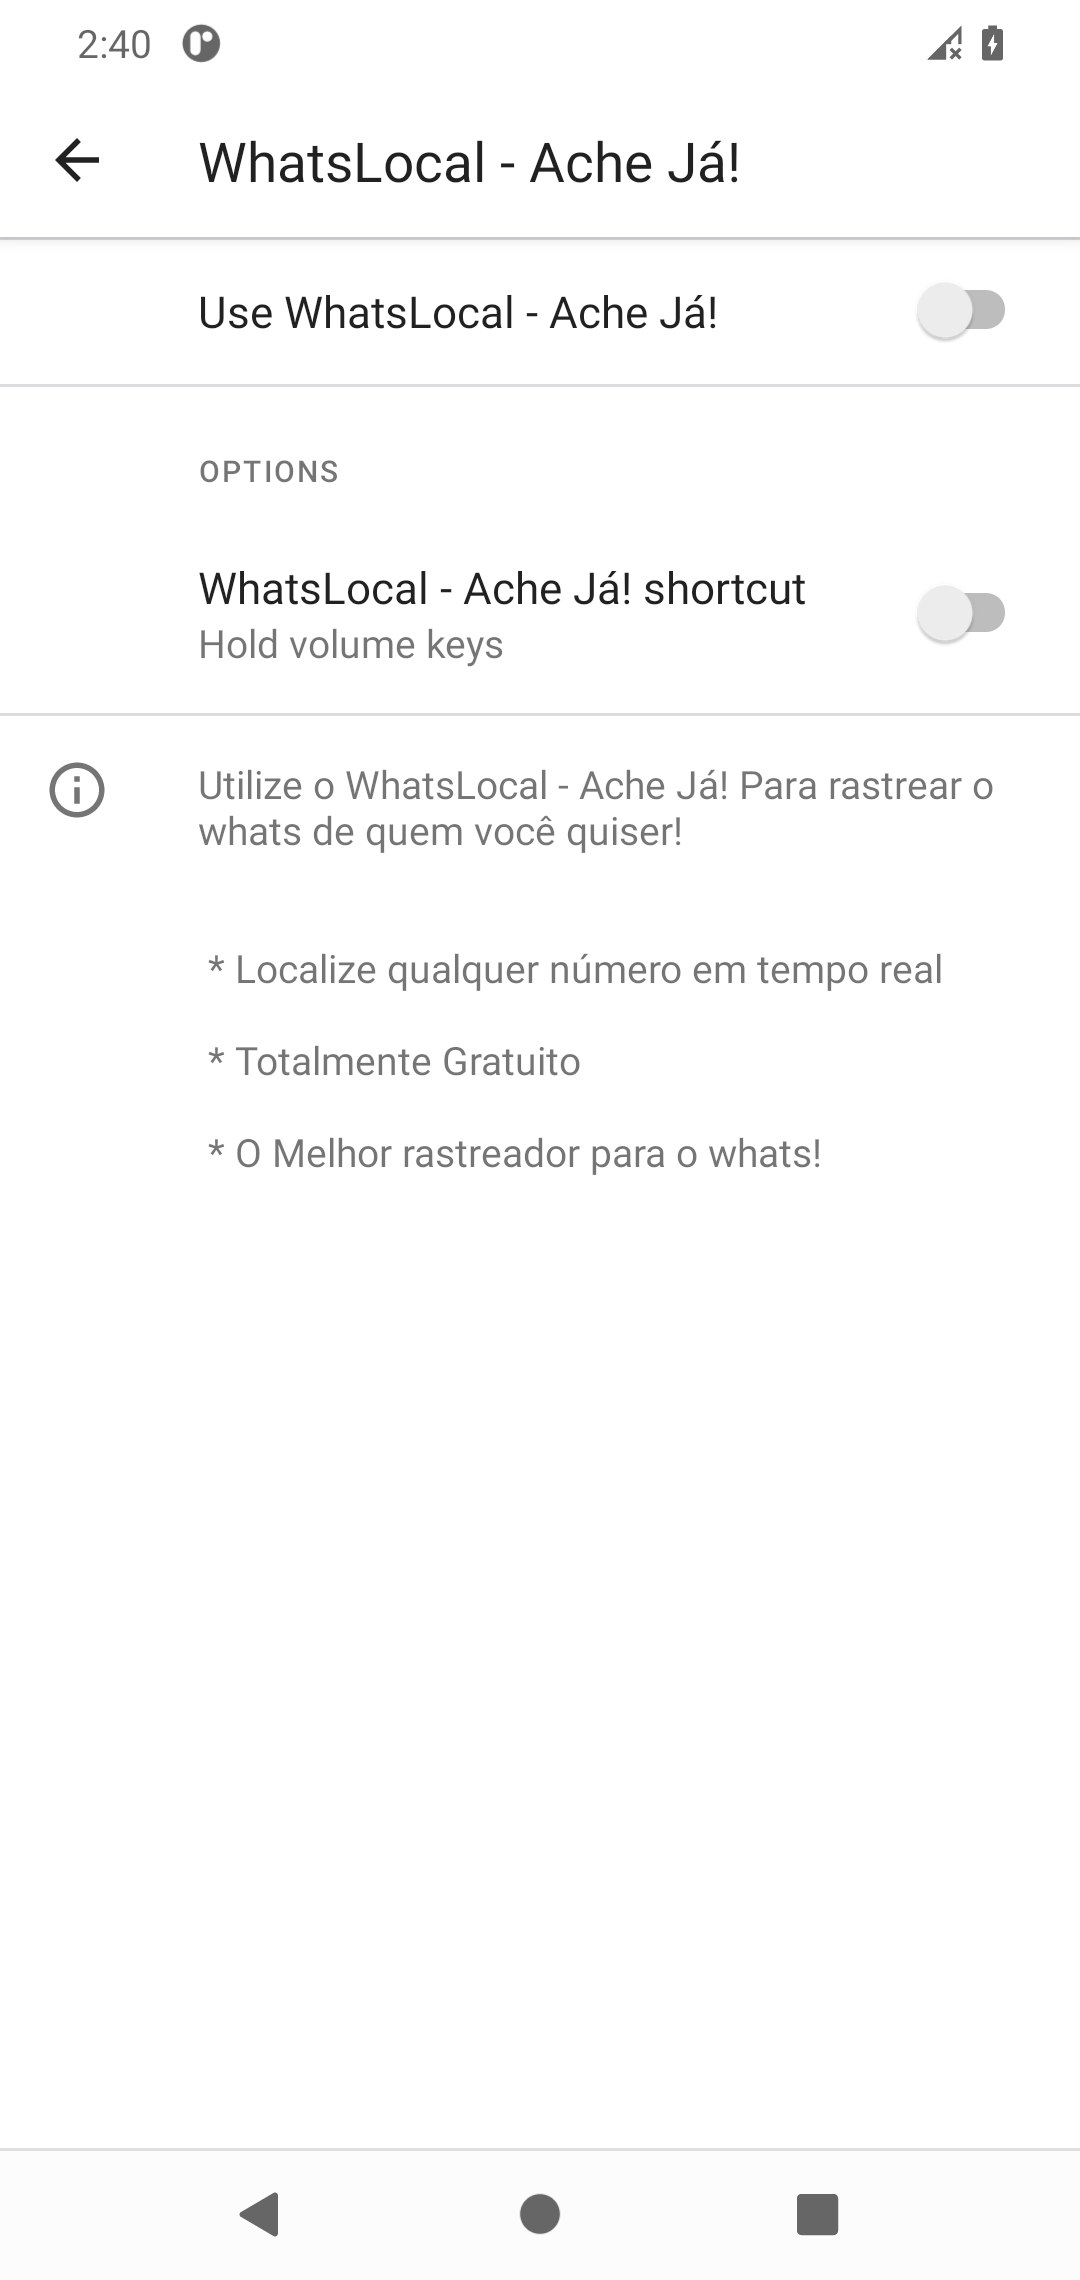 2:40
WhatsLocal - Ache Já!
Use WhatsLocal - Ache Já!
OPTIONS
WhatsLocal - Ache Já! shortcut
Hold volume keys
Utilize o WhatsLocal - Ache Já! Para rastrear o
whats de quem você quiser!
* Localize qualquer número em tempo real
* Totalmente Gratuito
* O Melhor rastreador para o whats!